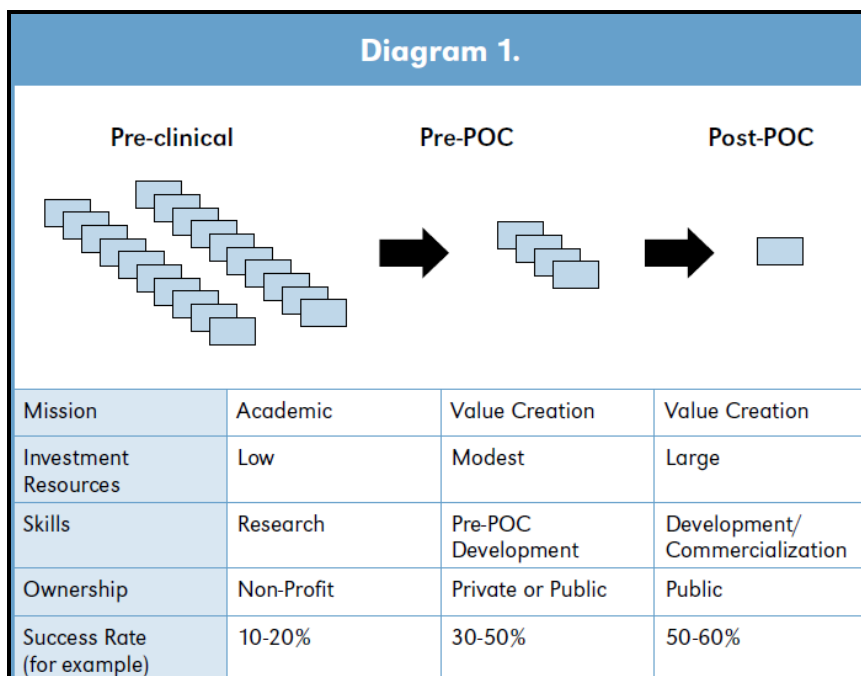 Diagram 1.
Pre-clinical Pre-POC Post-POC
Mission Academic Value Creation Value Creation
Investment Low Modest Large
Resources
Skills Research Pre-POC Development/
Development Commercialization
Ownership Non-Profit Private or Public Public
Success Rate 10-20% 30-50% 50-60%
(for example)